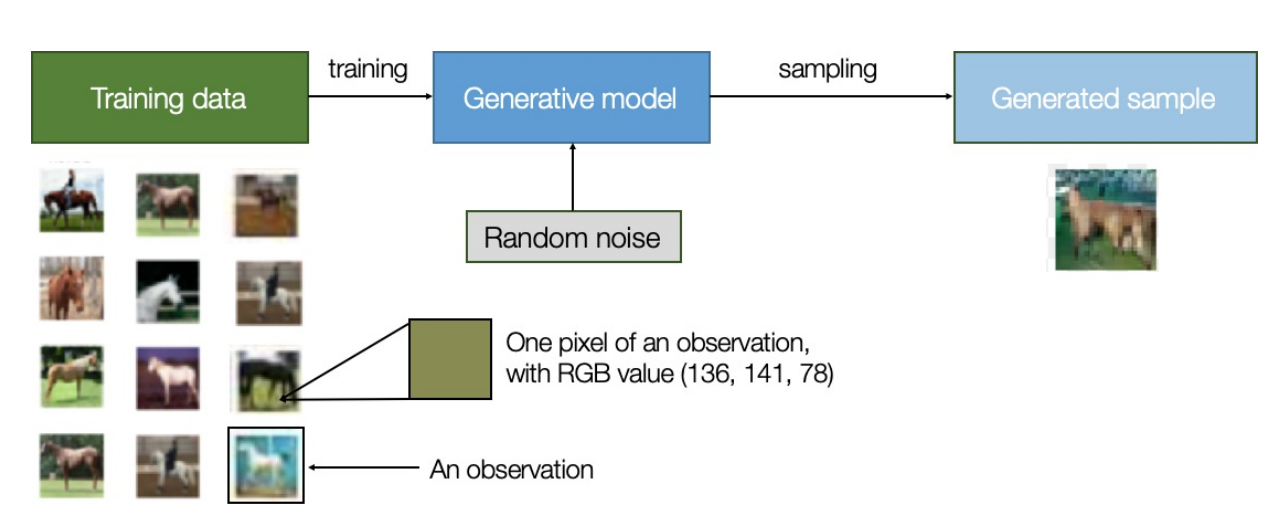 Training data
training
Generative model
sampling
Generated sample
Random noise
One pixel of an observation,
with RGB value (136, 141, 78)
An observation